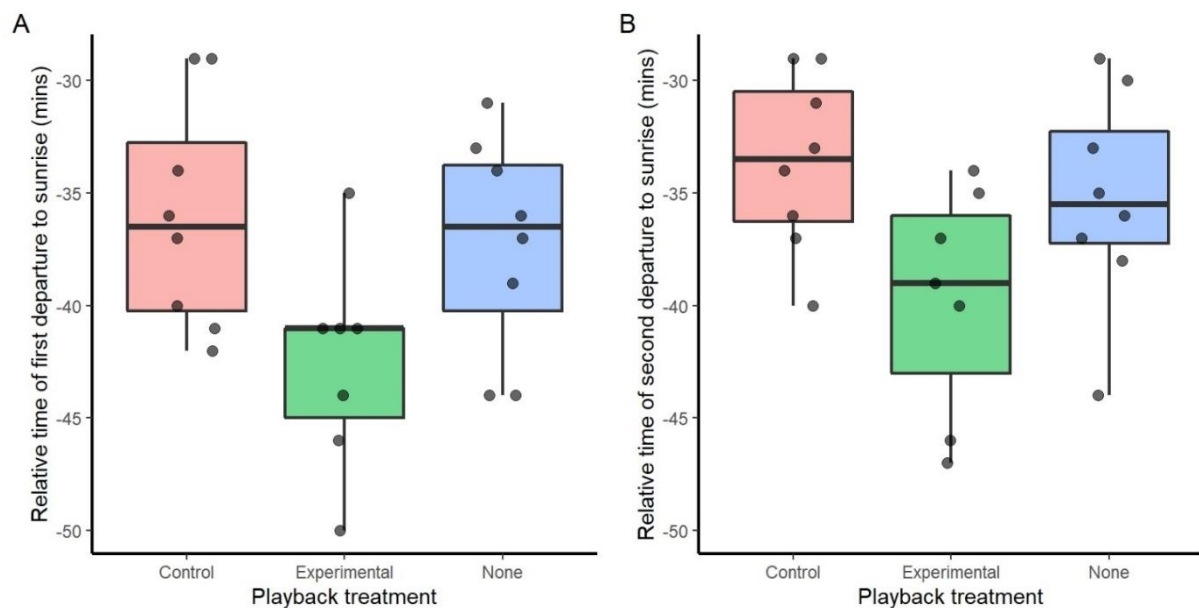 A
Relative time of first departure to sunrise (mins)
-30
-35
-40
-45
-50
Control Experimental None
Playback treatment
B
Relative time of second departure to sunrise (mins)
-30
-35
-40
-45
-50
Control Experimental None
Playback treatment